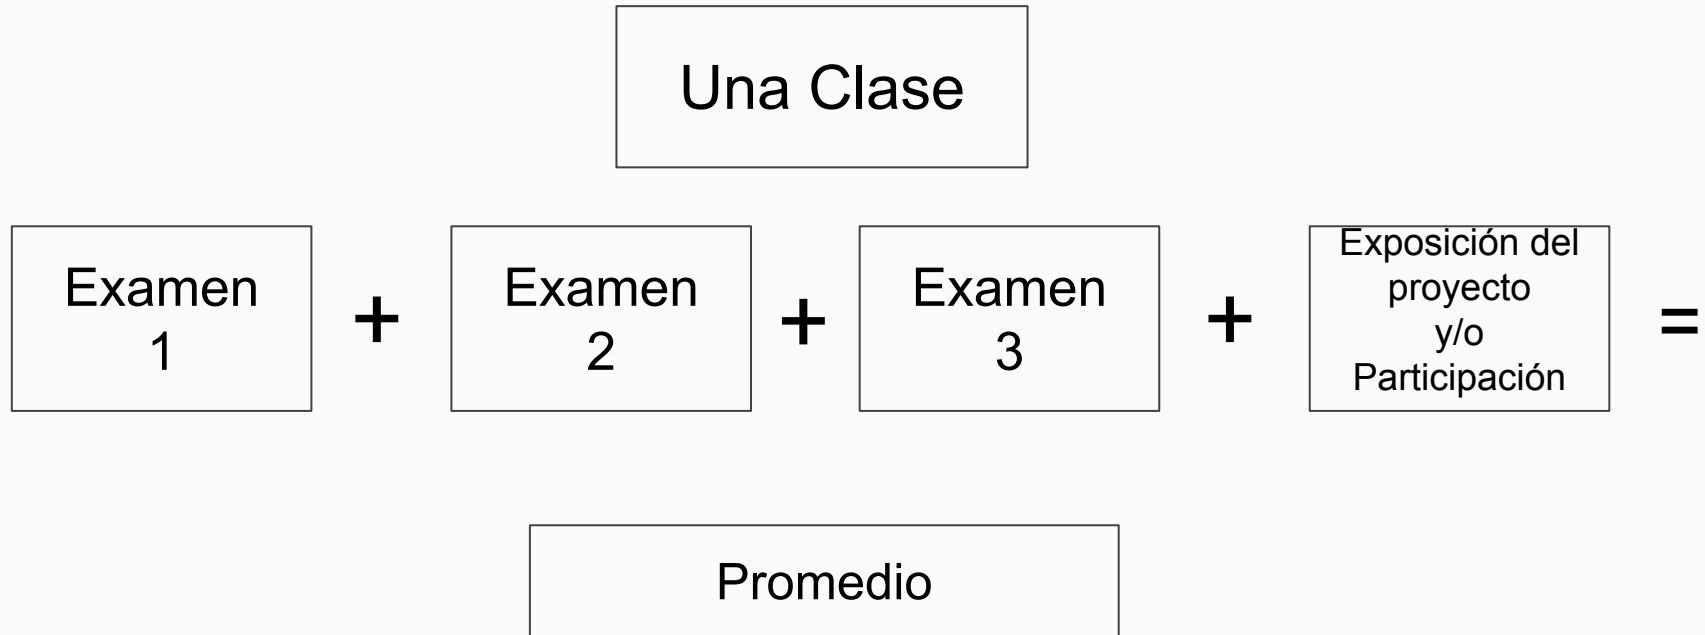 Una Clase
Examen
1
+
Examen
2
+
Examen
3
+
Exposición del
proyecto
y/o
Participación
=
Promedio